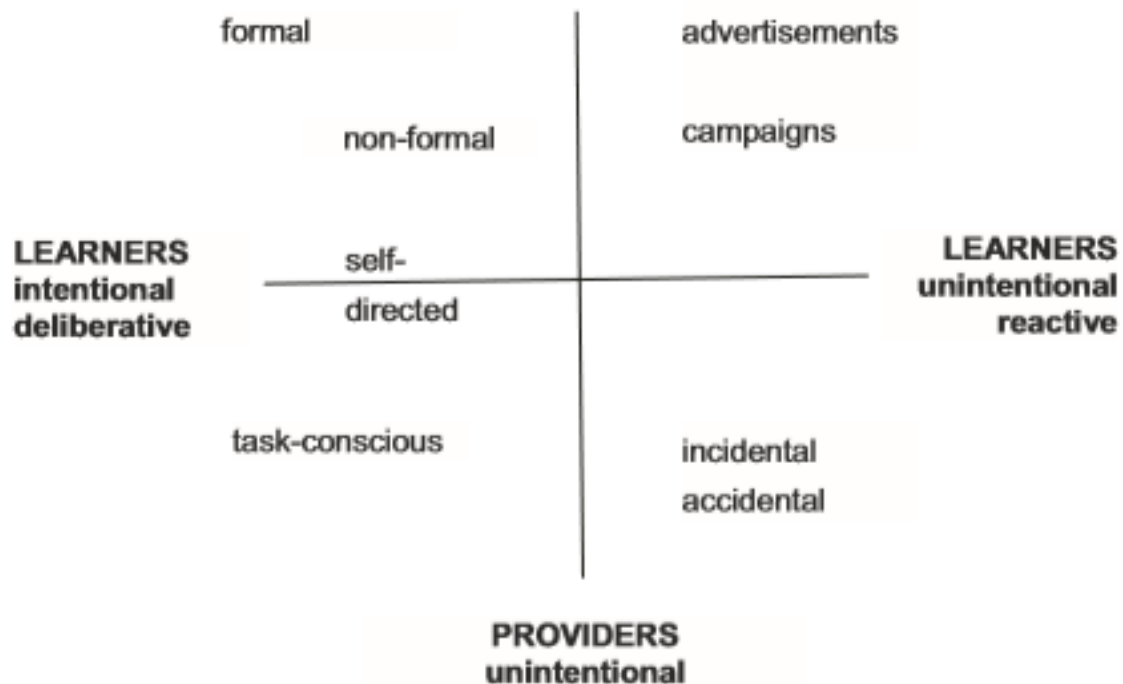 formal
advertisements
non-formal
campaigns
LEARNERS
intentional
deliberative
self-
directed
LEARNERS
unintentional
reactive
task-conscious
incidental
accidental
PROVIDERS
unintentional